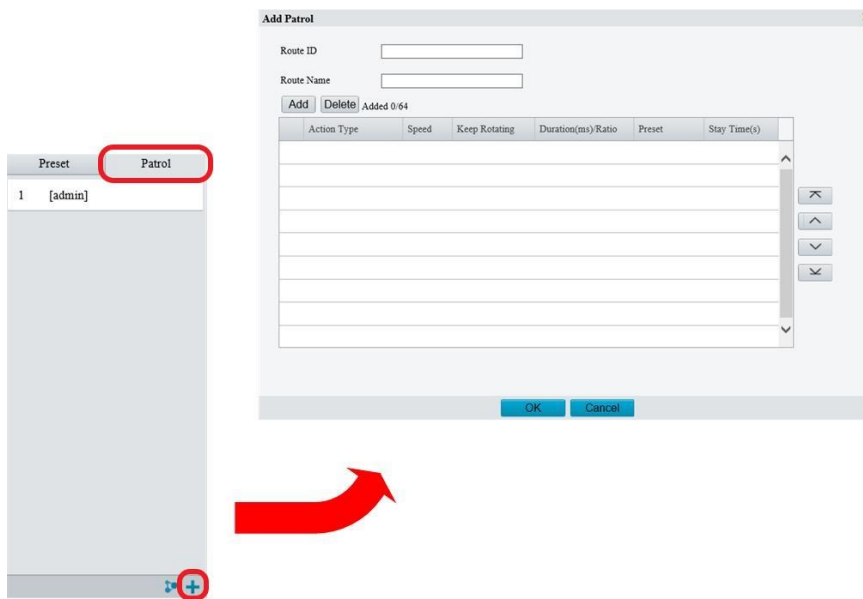 Add Patrol
Route ID
Route Name
Add Delete Added 0/64
Action Type Speed Keep Rotating Duration(ms)/Ratio Preset Stay Time(s)
Preset Patrol
1 [admin]
OK Cancel